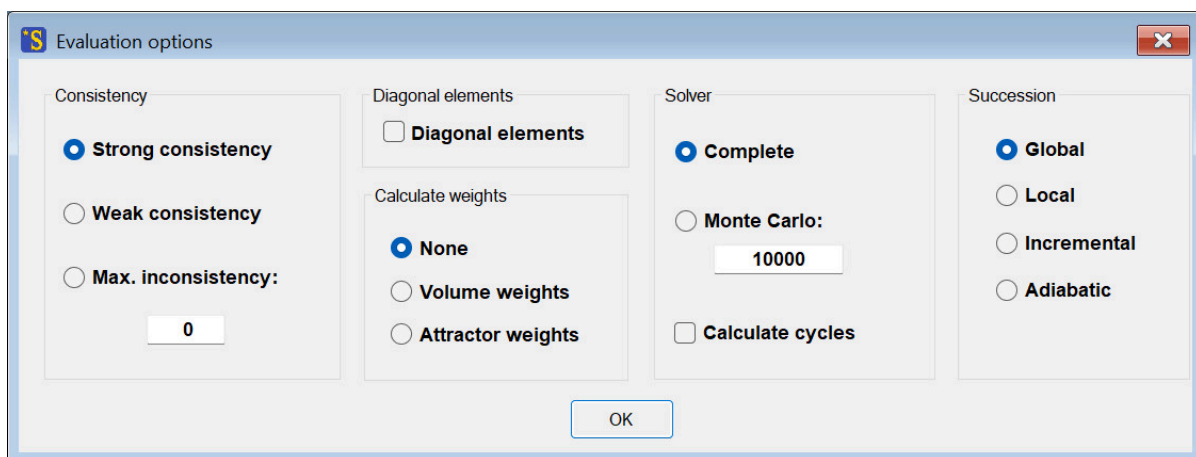 S Evaluation options
Consistency
Strong consistency
Weak consistency
Max. inconsistency:
0
Diagonal elements
Diagonal elements
Calculate weights
None
Volume weights
Attractor weights
Solver
Complete
Monte Carlo:
10000
Calculate cycles
Succession
Global
Local
Incremental
Adiabatic
OK